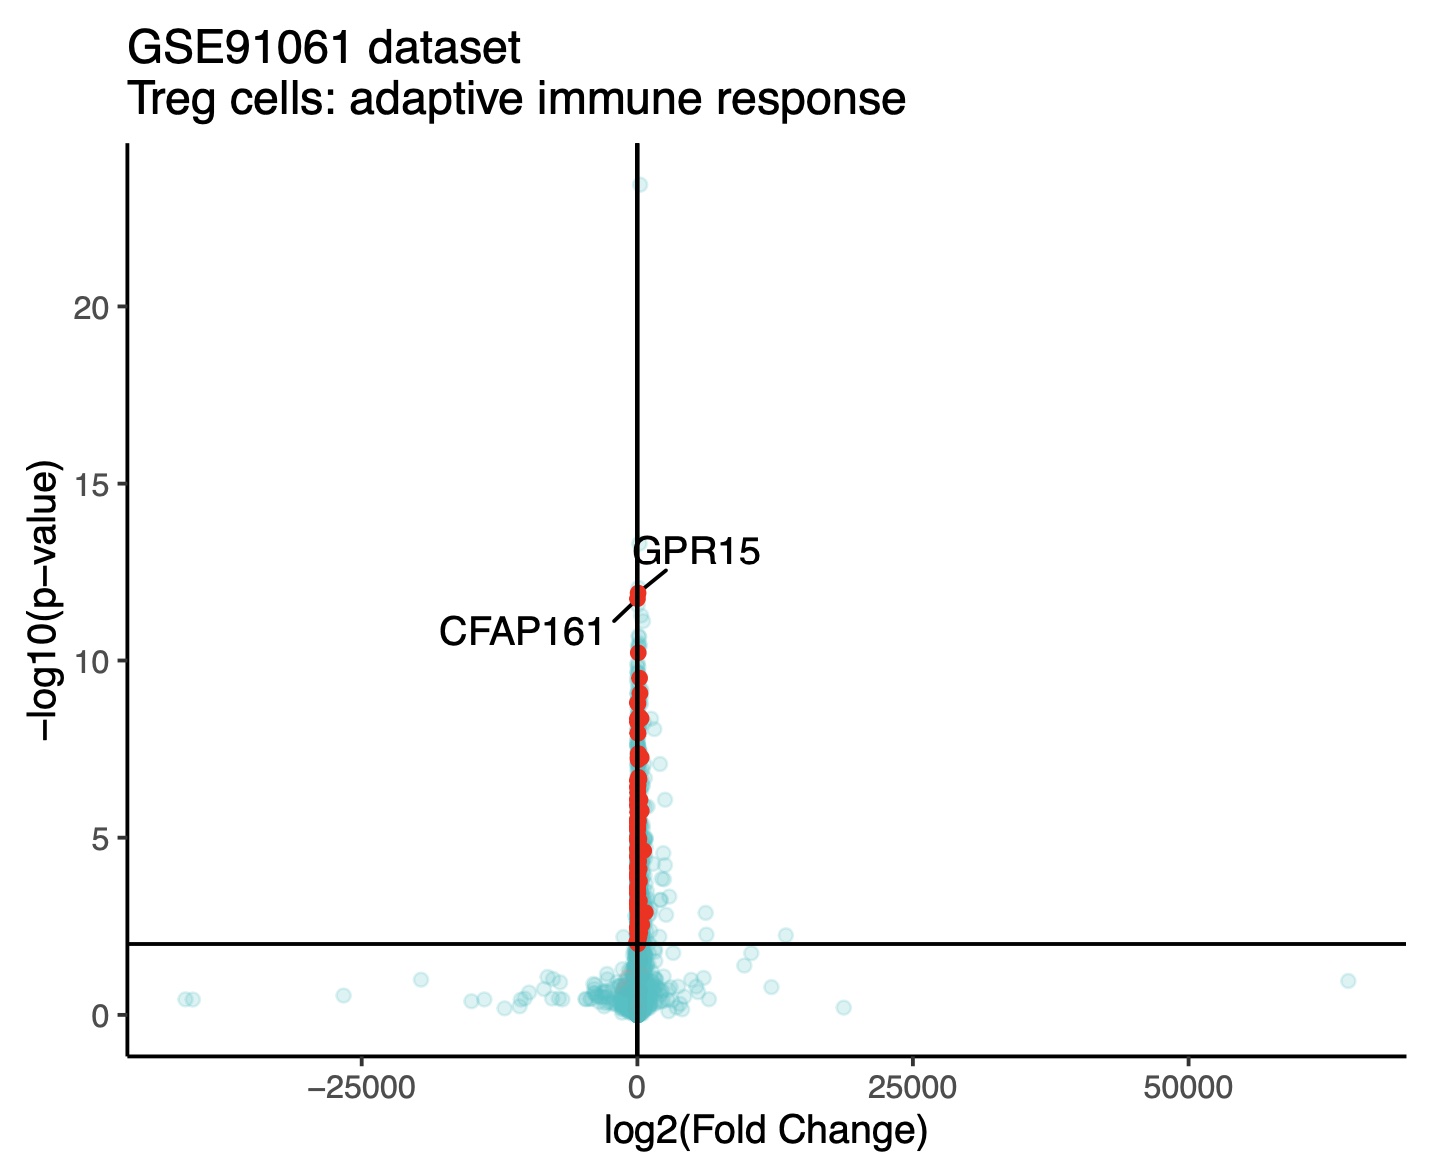 GSE91061 dataset
Treg cells: adaptive immune response
−log10(p−value)
20
15
10
5
0
GPR15
CFAP161
−25000
0
25000
50000
log2(Fold Change)